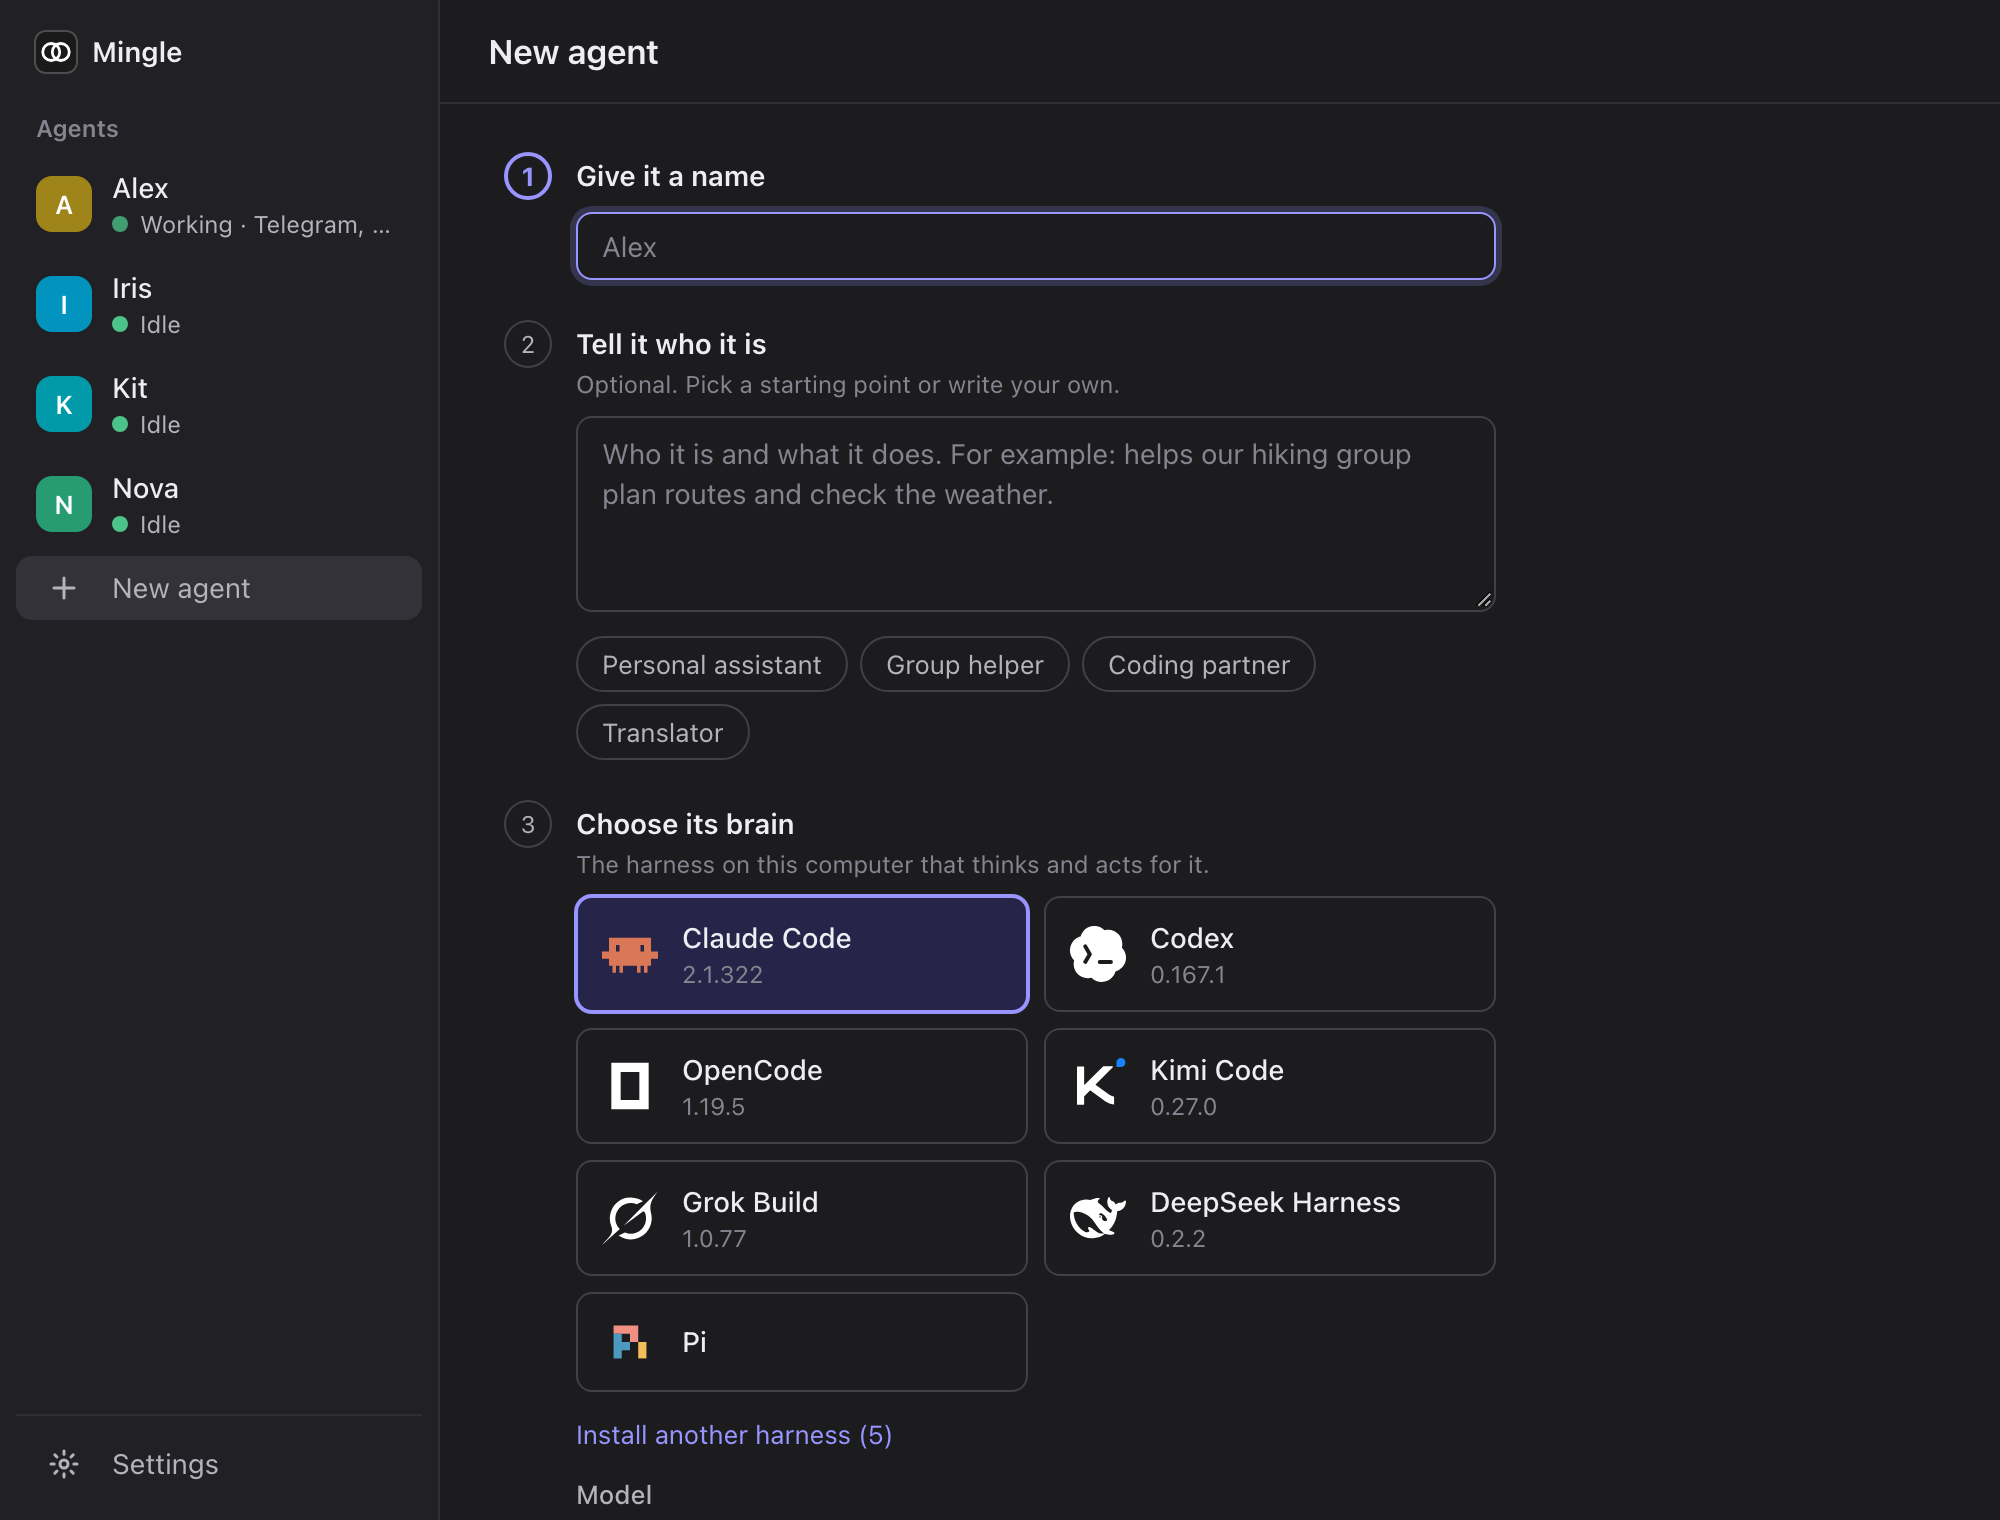 Mingle
Agents
A
Alex
Working · Telegram, ...
I
Iris
Idle
K
Kit
Idle
N
Nova
Idle
New agent
Settings
New agent
1
Give it a name
Alex
2
Tell it who it is
Optional. Pick a starting point or write your own.
Who it is and what it does. For example: helps our hiking group
plan routes and check the weather.
Personal assistant
Group helper
Coding partner
Translator
3
Choose its brain
The harness on this computer that thinks and acts for it.
Claude Code
2.1.322
Codex
0.167.1
OpenCode
1.19.5
Kimi Code
0.27.0
Grok Build
1.0.77
DeepSeek Harness
0.2.2
Pi
Install another harness (5)
Model